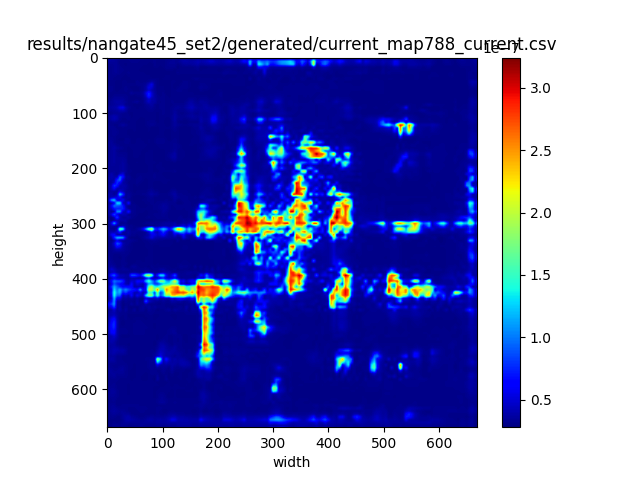 results/nangate45_set2/generated/current_map788_current.csv
1e−7
0
100
200
300
400
500
600
height
0 100 200 300 400 500 600
width
3.0
2.5
2.0
1.5
1.0
0.5